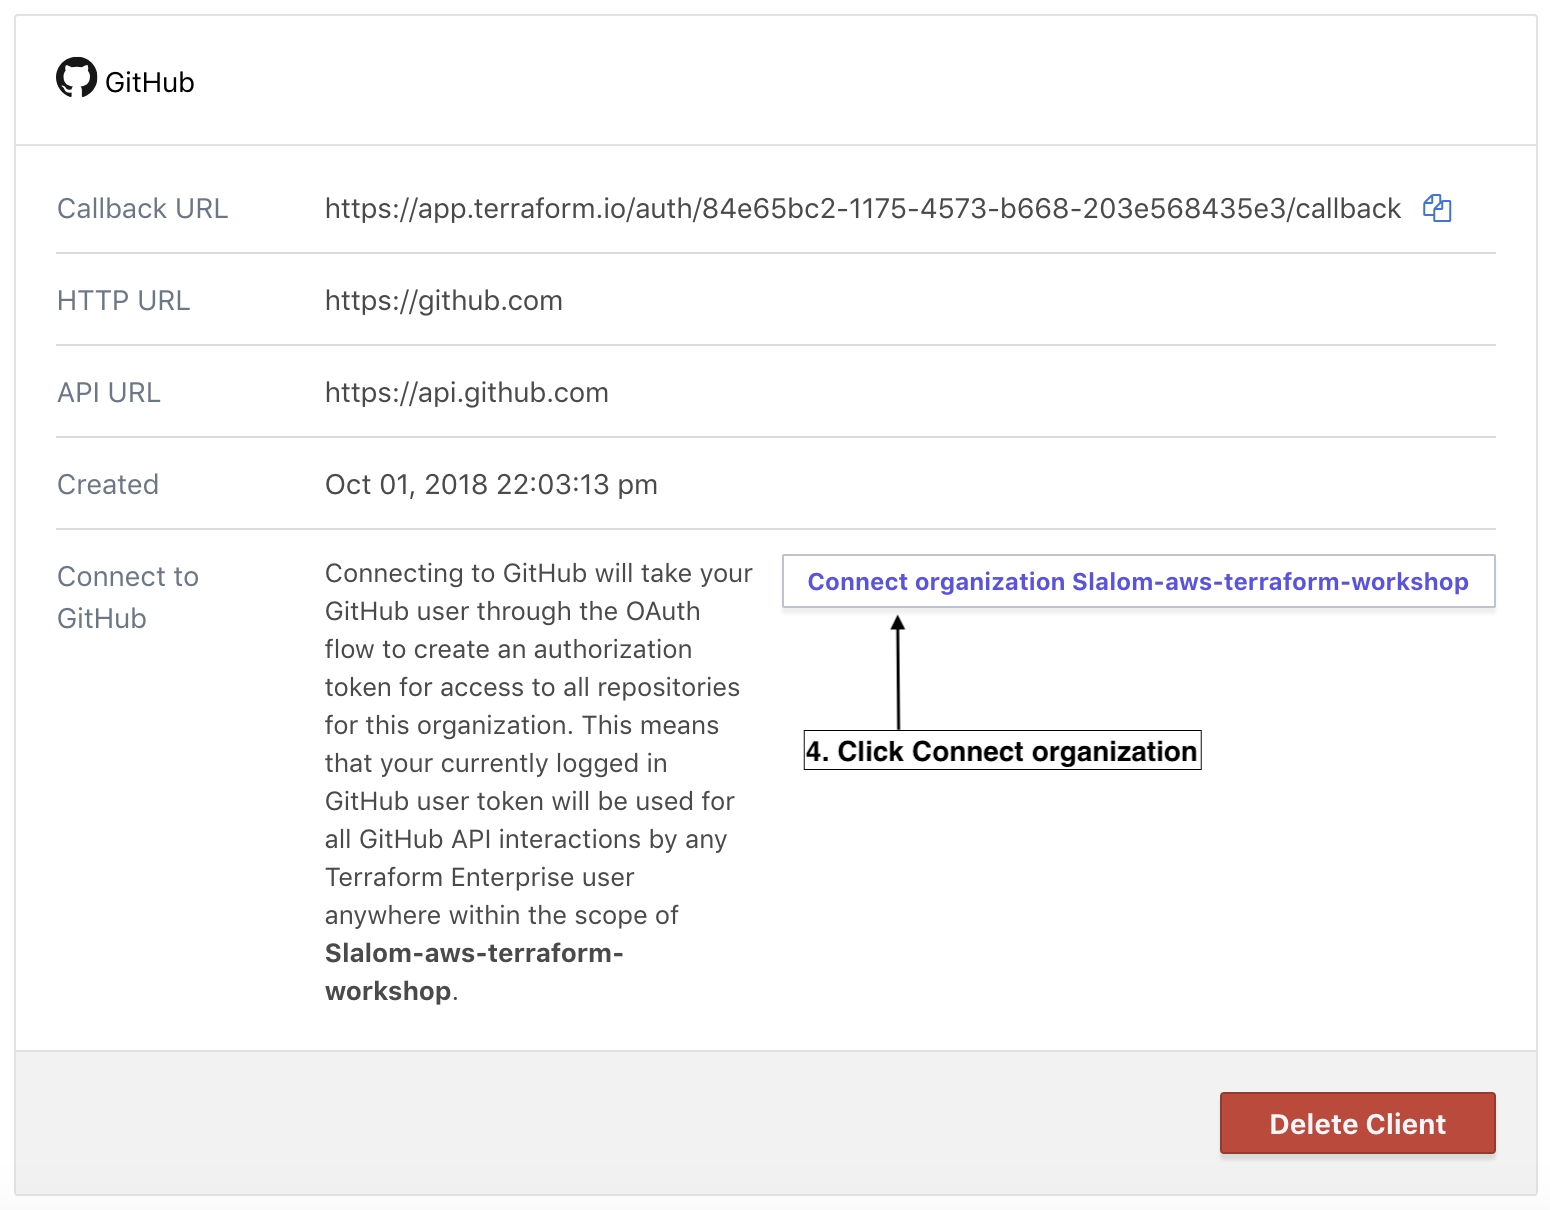 GitHub
Callback URL
https://app.terraform.io/auth/84e65bc2-1175-4573-b668-203e568435e3/callback
HTTP URL
https://github.com
API URL
https://api.github.com
Created
Oct 01, 2018 22:03:13 pm
Connect to
GitHub
Connecting to GitHub will take your
GitHub user through the OAuth
flow to create an authorization
token for access to all repositories
for this organization. This means
that your currently logged in
GitHub user token will be used for
all GitHub API interactions by any
Terraform Enterprise user
anywhere within the scope of
Slalom-aws-terraform-
workshop.
Connect organization Slalom-aws-terraform-workshop
4. Click Connect organization
Delete Client